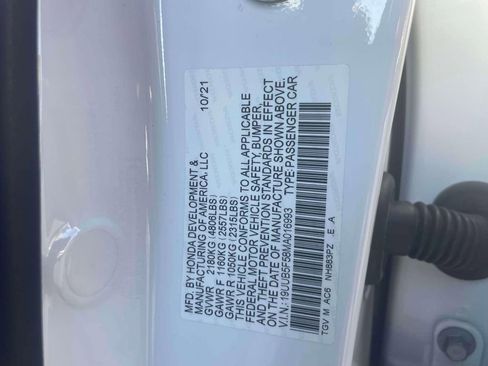 MFD. BY HONDA DEVELOPMENT & 10/21
MANUFACTURING OF AMERICA, LLC
GVWR 2180KG (4806LBS)
GAWR F 1160KG (2557LBS)
GAWR R 1050KG (2315LBS)
THIS VEHICLE CONFORMS TO ALL APPLICABLE
FEDERAL MOTOR VEHICLE SAFETY, BUMPER,
AND THEFT PREVENTION STANDARDS IN EFFECT
ON THE DATE OF MANUFACTURE SHOWN ABOVE.
V.I.N.: 19UUB5F58MA016993 TYPE:PASSENGER CAR
TGV M AC6 NH883PZ E A